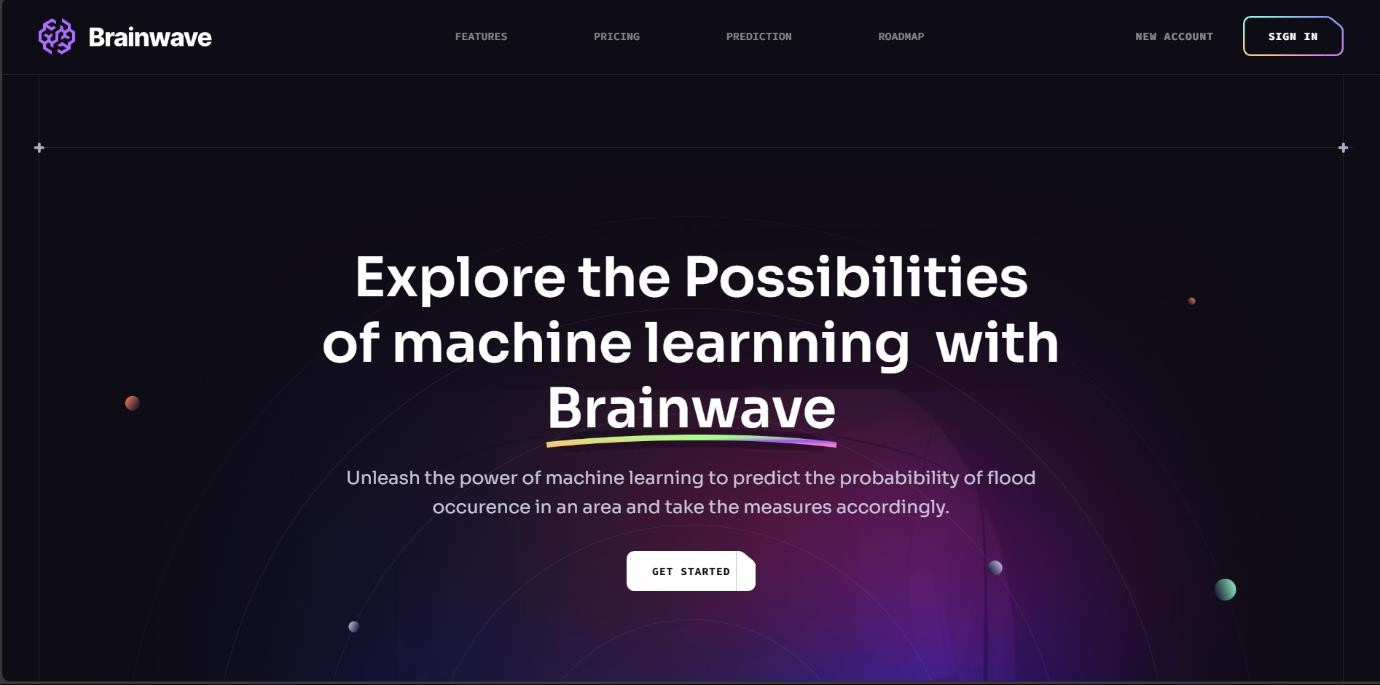 Brainwave
FEATURES
PRICING
PREDICTION
ROADMAP
NEW ACCOUNT
SIGN IN
Explore the Possibilities
of machine learnning  with
Brainwave
Unleash the power of machine learning to predict the probability of flood
occurence in an area and take the measures accordingly.
GET STARTED